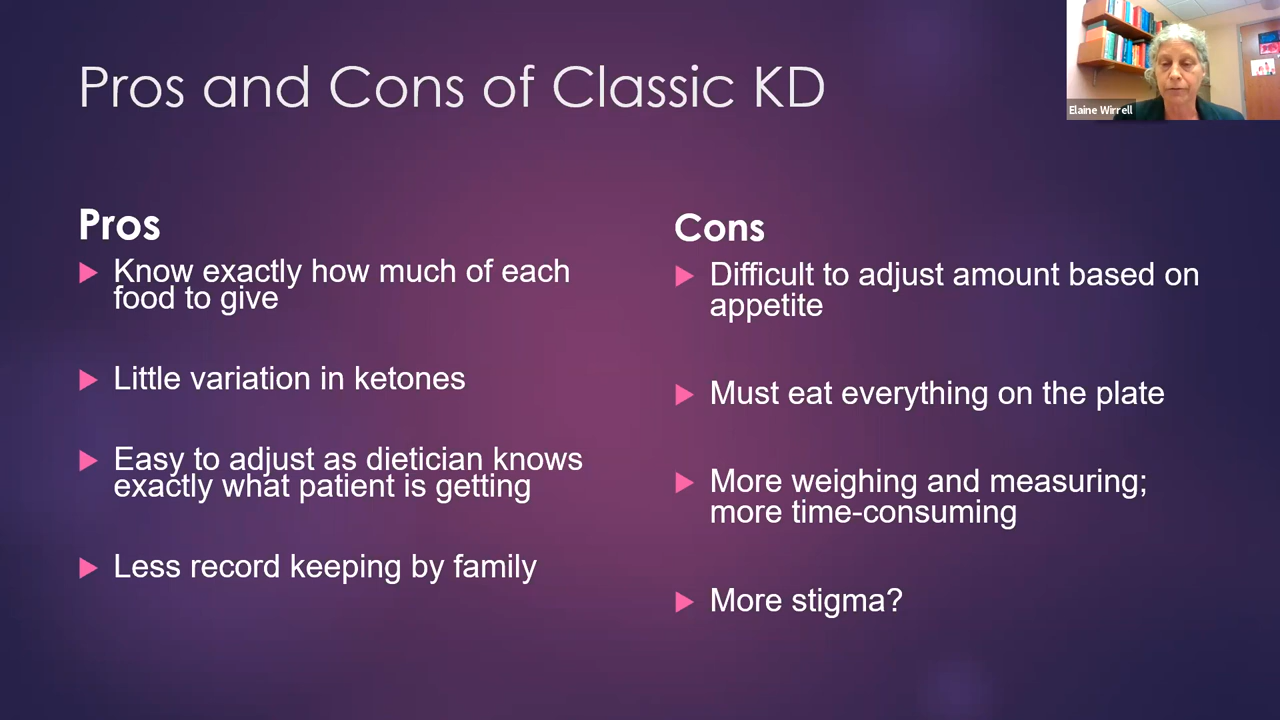 Pros and Cons of Classic KD
Elaine Wirrell
Pros
Know exactly how much of each
food to give
Little variation in ketones
Easy to adjust as dietician knows
exactly what patient is getting
Less record keeping by family
Cons
Difficult to adjust amount based on
appetite
Must eat everything on the plate
More weighing and measuring;
more time-consuming
More stigma?